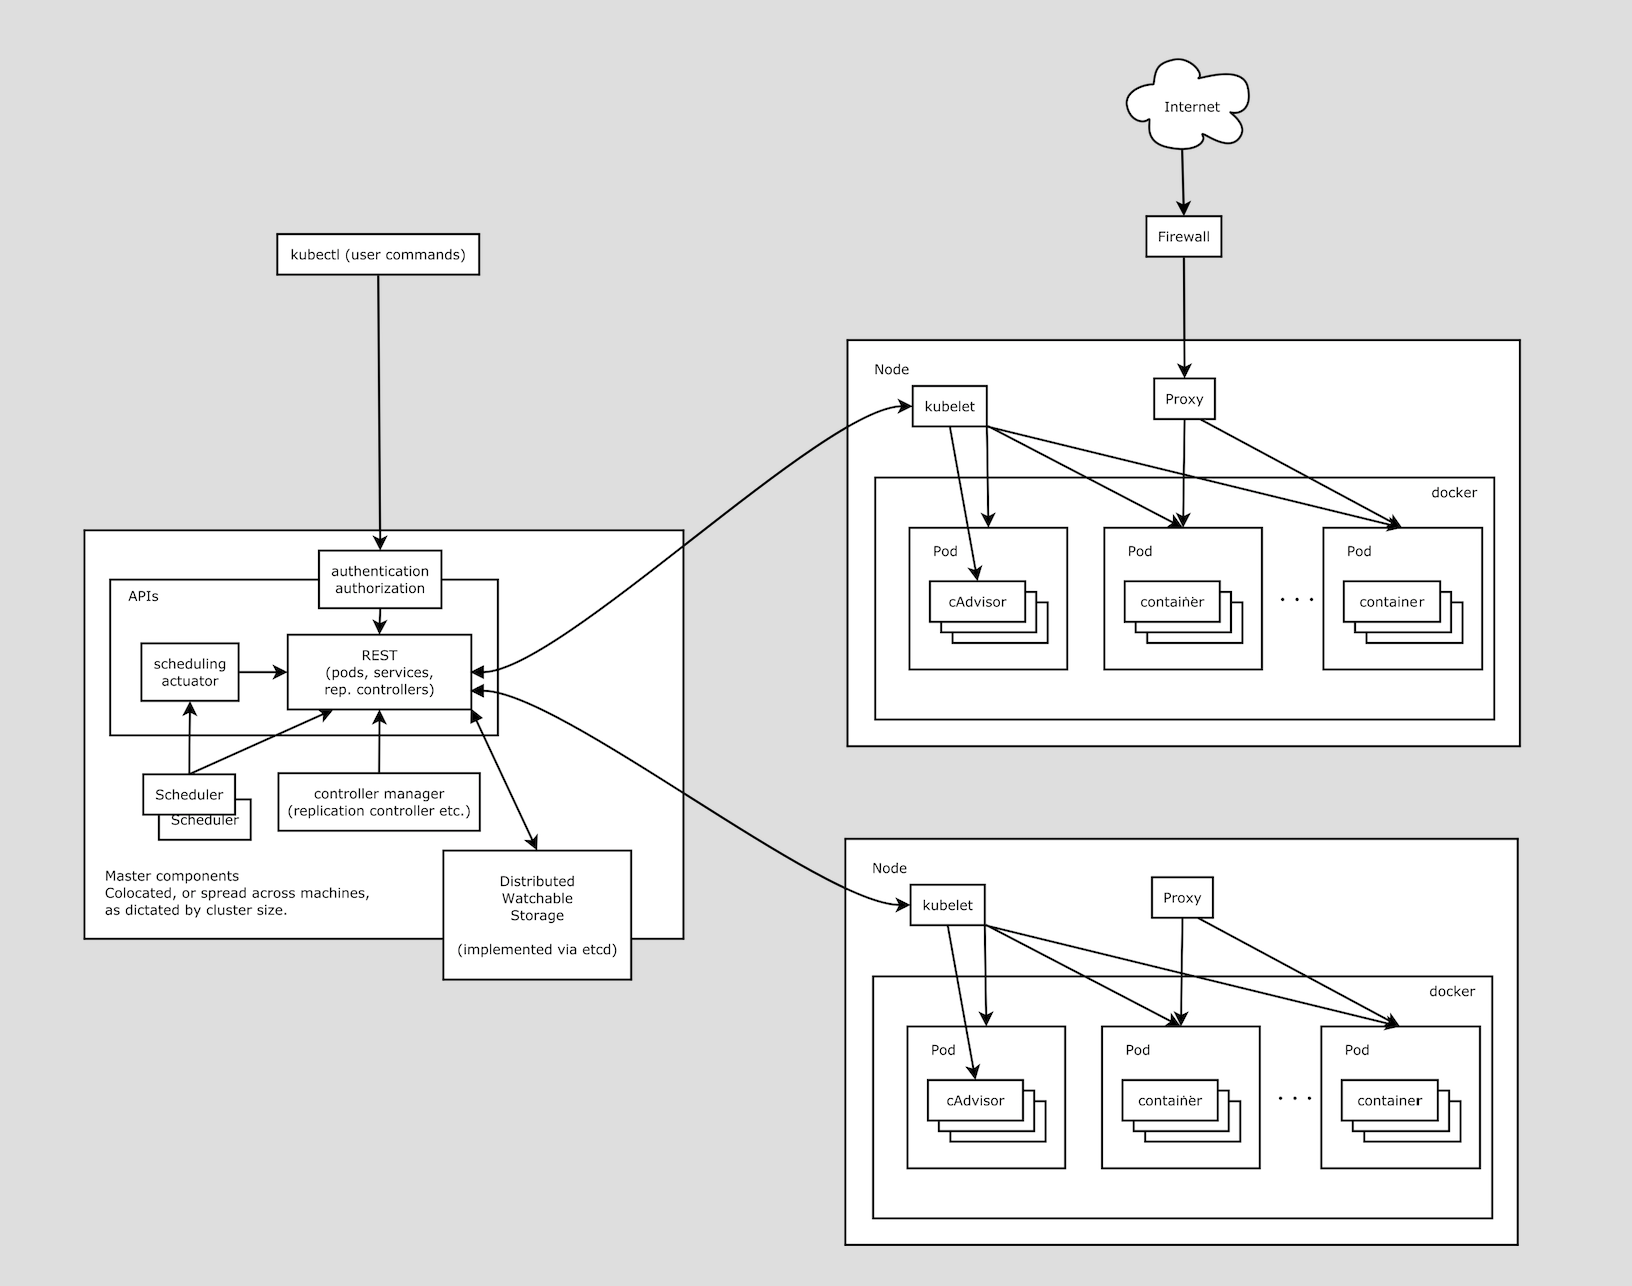 Internet
Firewall
kubectl (user commands)
Node
kubelet
Proxy
docker
Pod
cAdvisor
Pod
container
. . .
Pod
container
authentication
authorization
APIs
REST
(pods, services,
rep. controllers)
scheduling
actuator
Scheduler
Scheduler
controller manager
(replication controller etc.)
Distributed
Watchable
Storage
(implemented via etcd)
Master components
Colocated, or spread across machines,
as dictated by cluster size.
Node
kubelet
Proxy
docker
Pod
cAdvisor
Pod
container
. . .
Pod
container